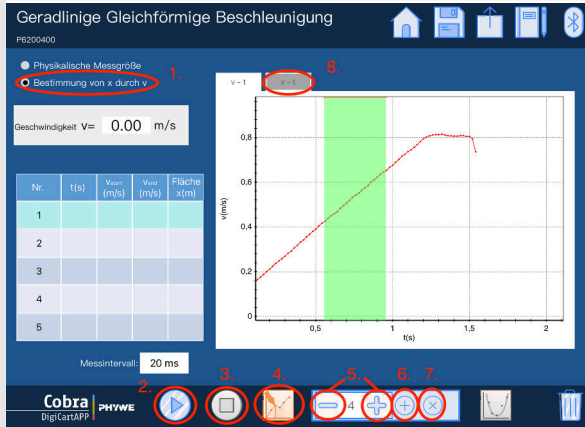 Geradlinige Gleichförmige Beschleunigung
P6200400
Physikalische Messgröße
1.
Bestimmung von x durch v
8.
v - t
x - t
Geschwindigkeit v= 0.00 m/s
Nr. t(s) Vstart (m/s) Vend (m/s) Fläche x(m)
1
2
3
4
5
v(m/s)
0,8
0,6
0,4
0,2
0
0,5 1 1,5 2
t(s)
Messintervall: 20 ms
2. 3. 4. 5. 6. 7.
4
Cobra
DigiCartAPP
PHYWE